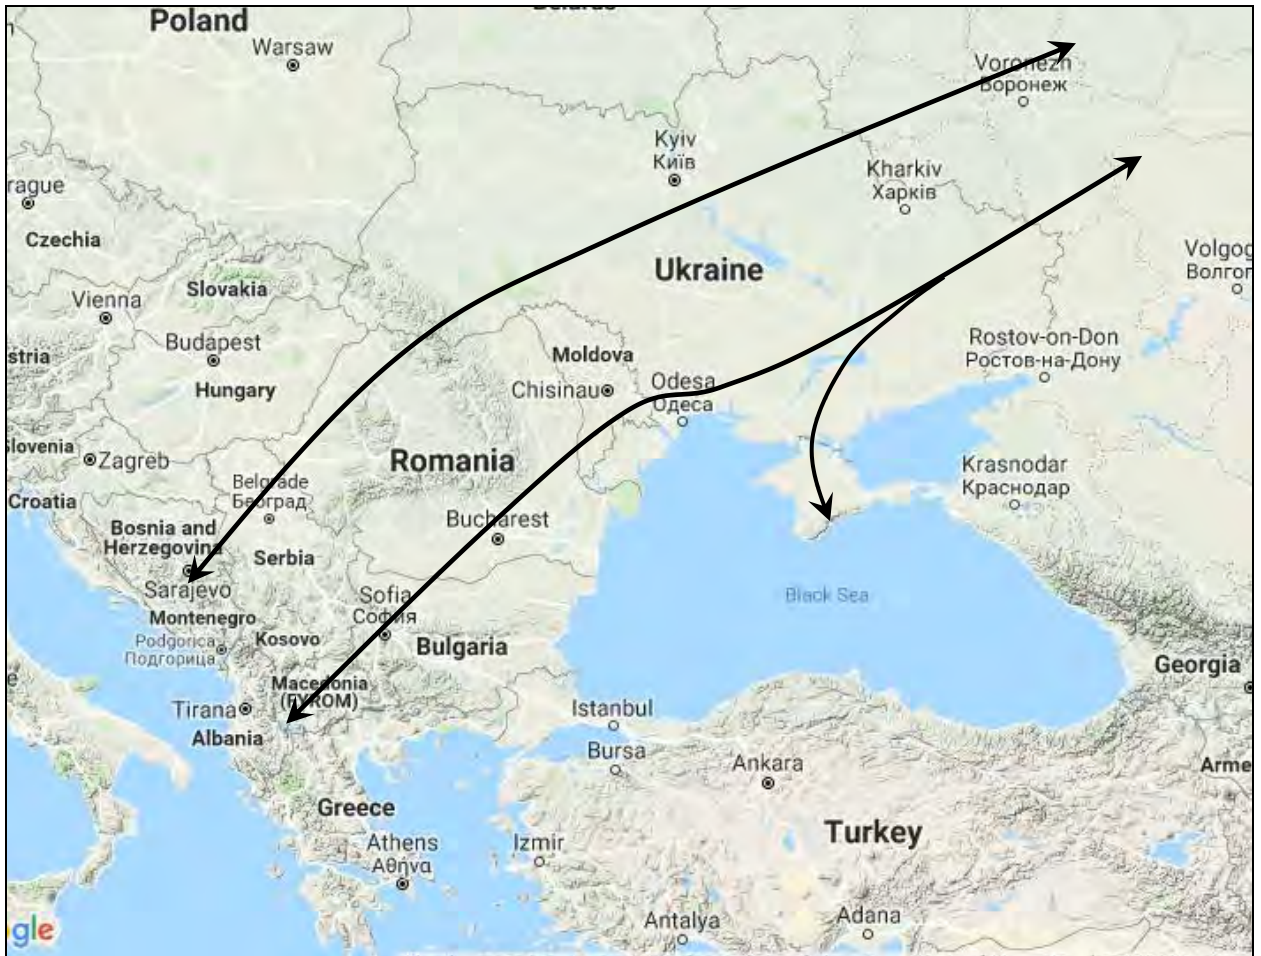 Belarus
Poland
Warsaw
Voronezh
Воронеж
Kyiv
Київ
Kharkiv
Харків
rague
Czechia
Ukraine
Volgog
Волгог
Slovakia
Vienna
Budapest
stria
Hungary
Moldova
Chisinau
Odesa
Одеса
Rostov-on-Don
Ростов-на-Дону
Slovenia
Zagreb
Romania
Krasnodar
Краснодар
Croatia
Belgrade
Београд
Bosnia and
Herzegovina
Bucharest
Serbia
Sarajevo
Sofia
София
Black Sea
Montenegro
Podgorica
Подгорица
Kosovo
Bulgaria
Georgia
Macedonia
(FYROM)
Tirana
Albania
Istanbul
Bursa
Ankara
Arme
Greece
Turkey
Athens
Αθήνα
Izmir
Antalya
Adana
gle